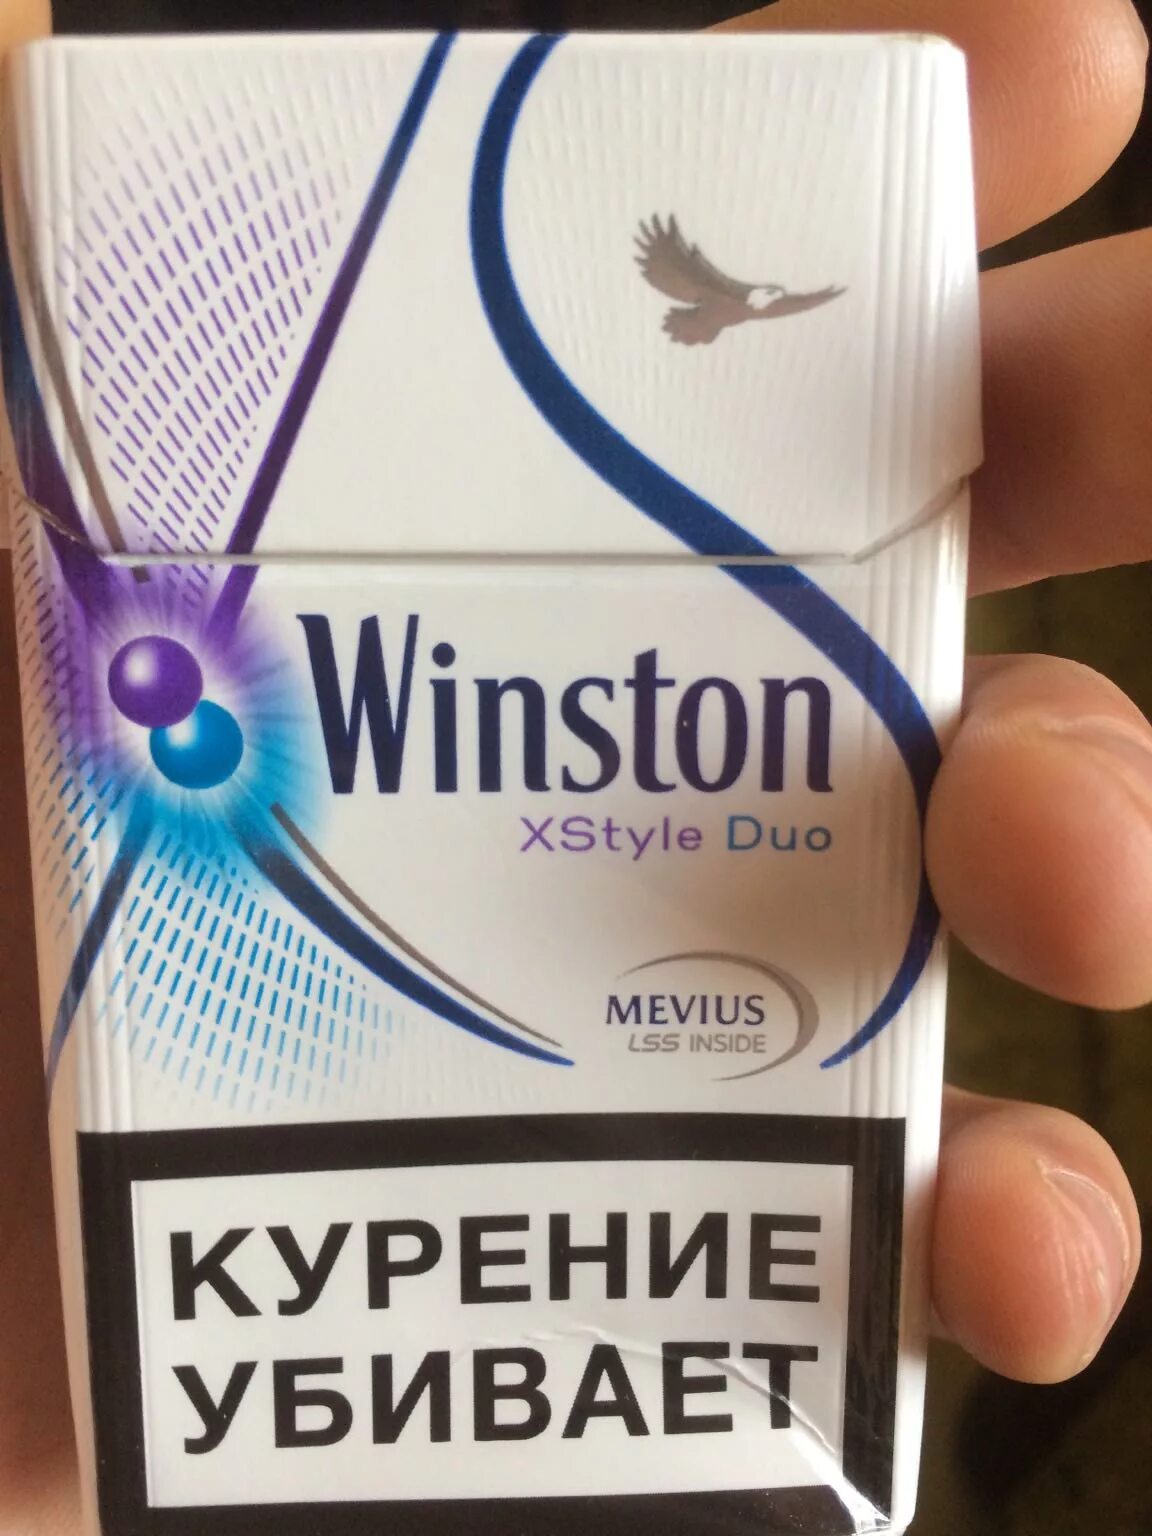 Winston
XStyle Duo
MEVIUS
LSS INSIDE
КУРЕНИЕ
УБИВАЕТ